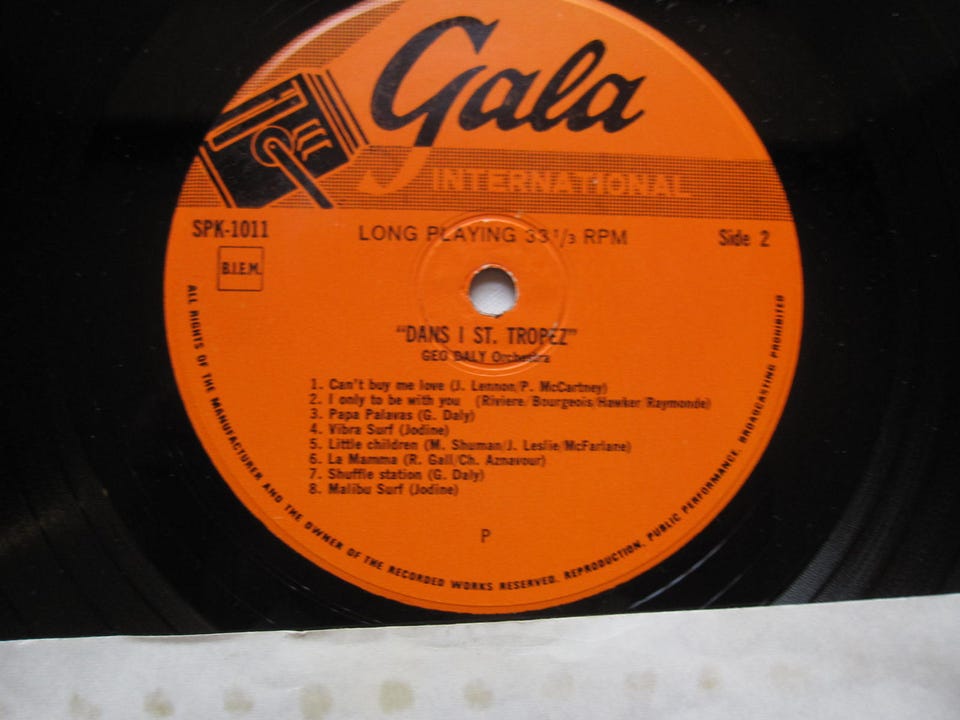 Gala
INTERNATIONAL
SPK-1011
LONG PLAYING 33 1/3 RPM
Side 2
B.I.E.M.
"DANS I ST. TROPEZ"
GEO DALY Orchestra
1. Can't buy me love (J. Lennon/P. McCartney)
2. I only to be with you (Riviere/Bourgeois/Hawker/Raymonde)
3. Papa Palavas (G. Daly)
4. Vibra Surf (Jodine)
5. Little children (M. Shuman/J. Leslie/McFarlane)
6. La Mamma (R. Gall/Ch. Aznavour)
7. Shuffle station (G. Daly)
8. Malibu Surf (Jodine)
P
ALL RIGHTS OF THE MANUFACTURER AND THE OWNER OF THE RECORDED WORKS RESERVED. REPRODUCTION, PUBLIC PERFORMANCE, BROADCASTING PROHIBITED